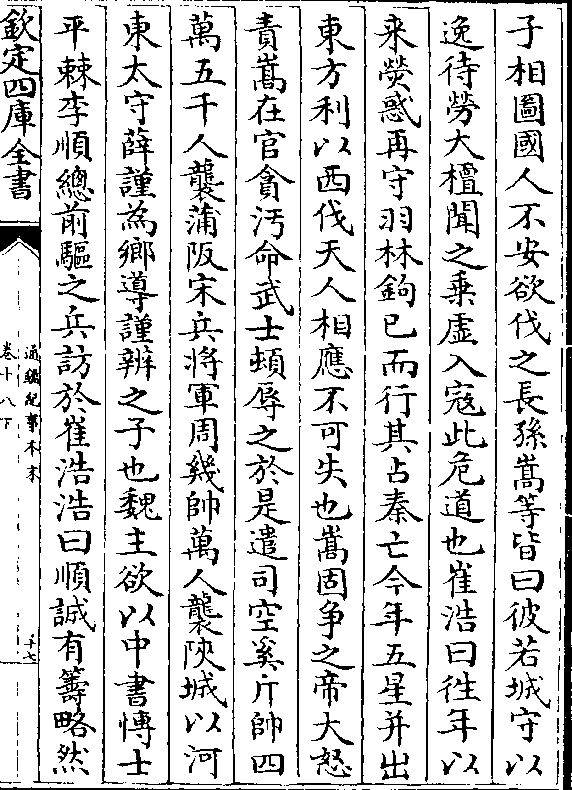 子相圖國人不安欲伐之長孫嵩等皆曰彼若城守以
逸待勞大檀聞之乗虚入寇此危道也崔浩曰徃年以
来熒惑再守羽林鉤已而行其占秦亡今年五星并出
東方利以西伐天人相應不可失也嵩固争之帝大怒
責嵩在官貪汚命武士頓辱之於是遣司空奚斤帥四
萬五千人襲蒲阪宋兵將軍周幾帥萬人襲陜城以河
東太守薛謹為鄉導謹辨之子也魏主欲以中書博士
平棘李順總前驅之兵訪於崔浩浩曰順誠有籌略然
欽定四庫全書
通鑑紀事本末
卷十八下